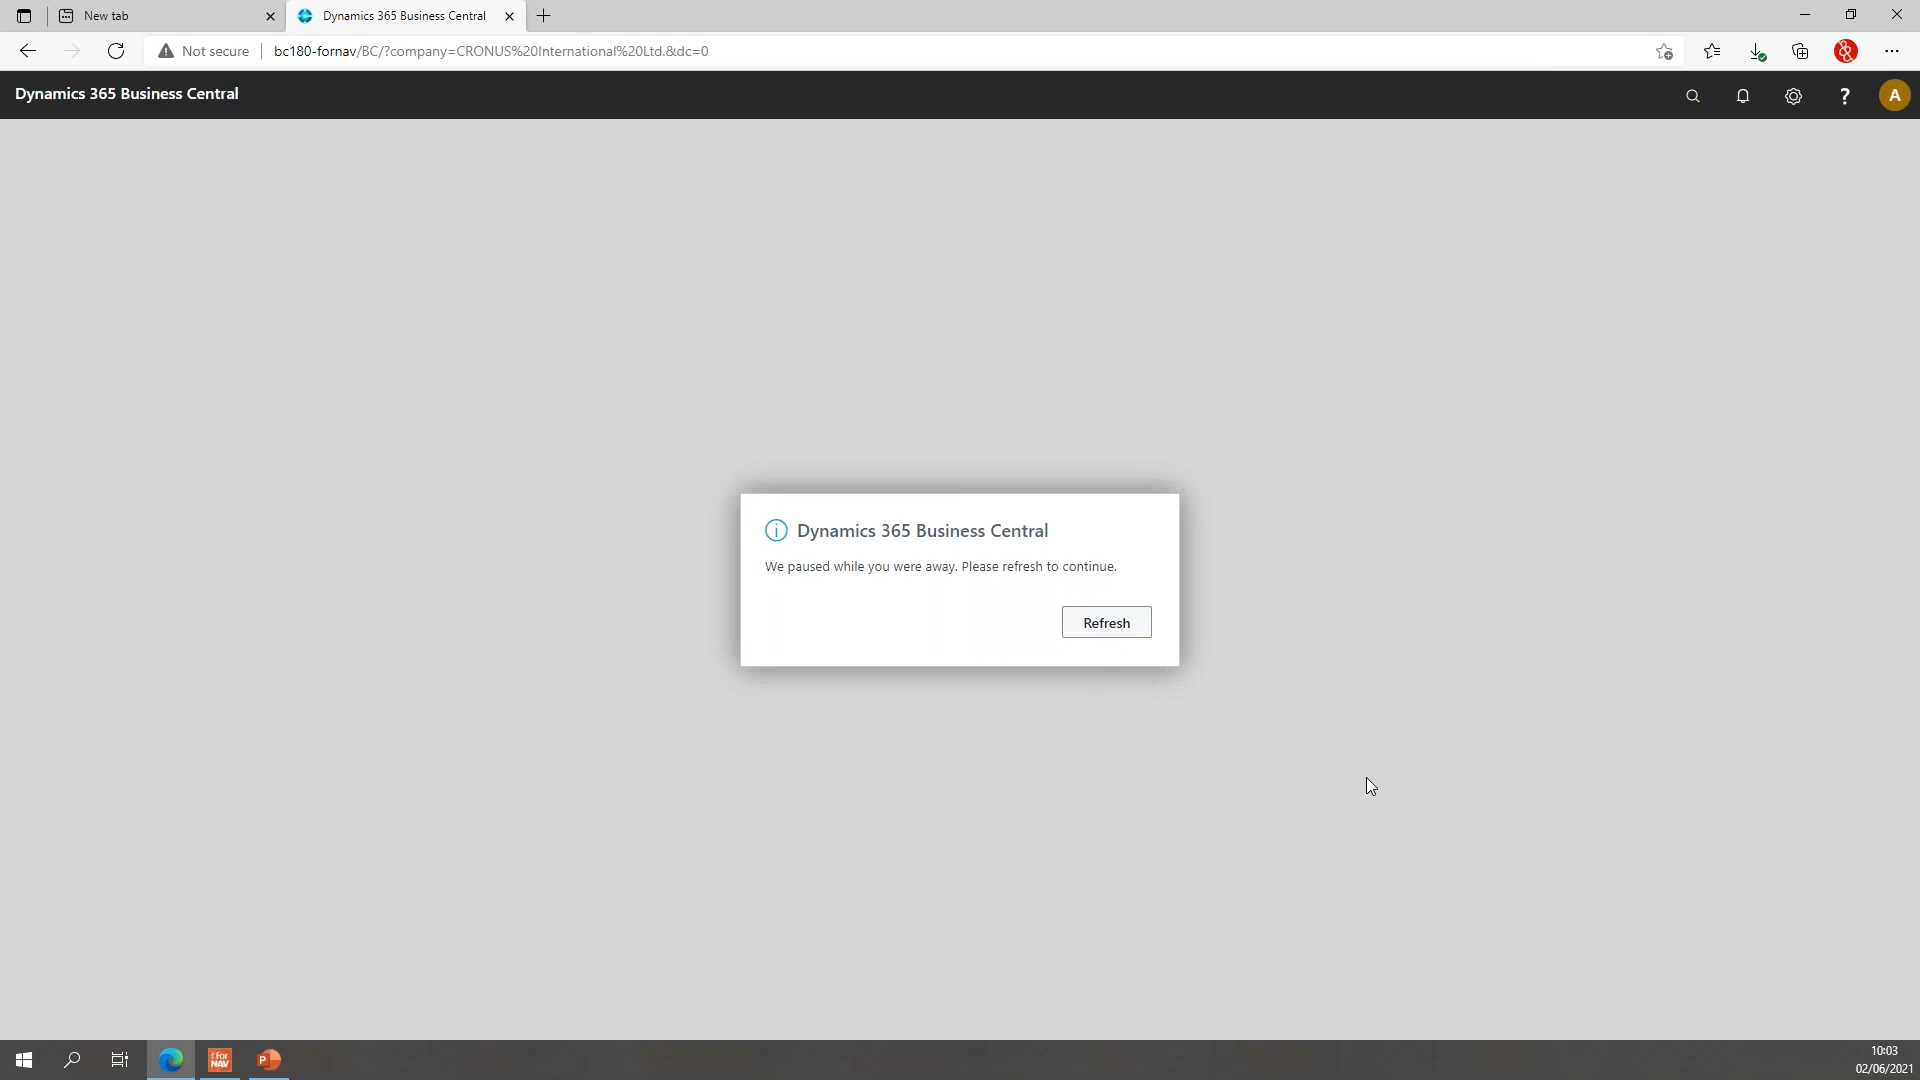 New tab
Dynamics 365 Business Central
Not secure
bc180-fornav/BC/?company=CRONUS%20International%20Ltd.&dc=0
Dynamics 365 Business Central
?
A
Dynamics 365 Business Central
We paused while you were away. Please refresh to continue.
Refresh
For
NAV
P
10:03
02/06/2021